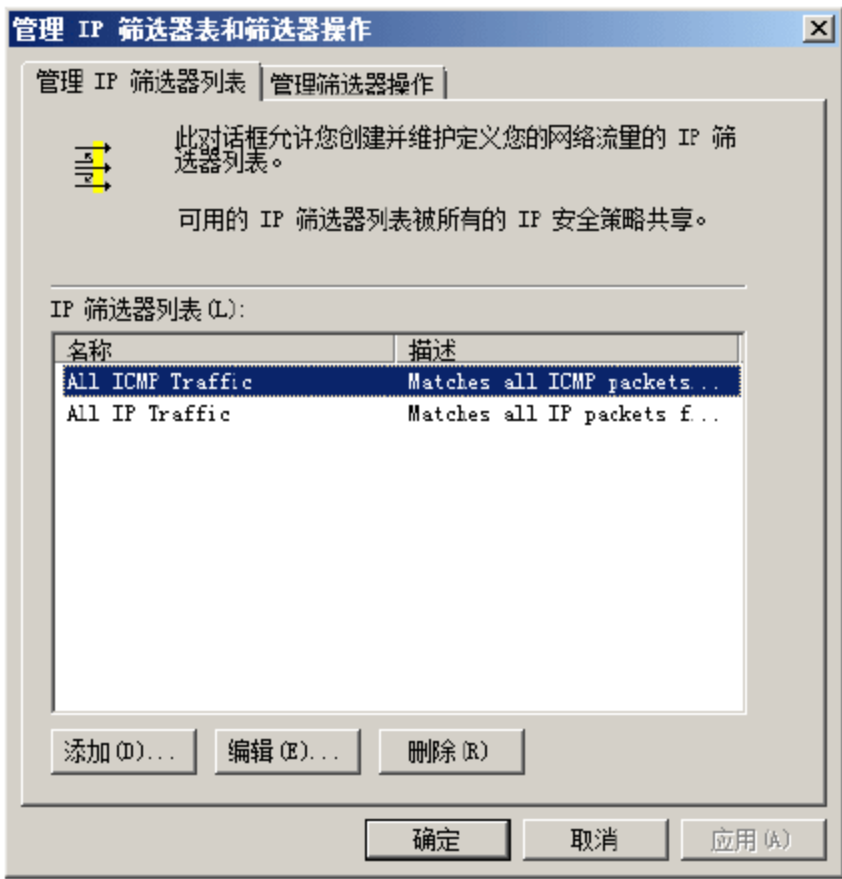 管理 IP 筛选器表和筛选器操作
管理 IP 筛选器列表 管理筛选器操作
此对话框允许您创建并维护定义您的网络流量的 IP 筛
选器列表。
可用的 IP 筛选器列表被所有的 IP 安全策略共享。
IP 筛选器列表(L):
名称 描述
All ICMP Traffic Matches all ICMP packets...
All IP Traffic Matches all IP packets f...
添加(D)... 编辑(E)... 删除(R)
确定 取消 应用(A)